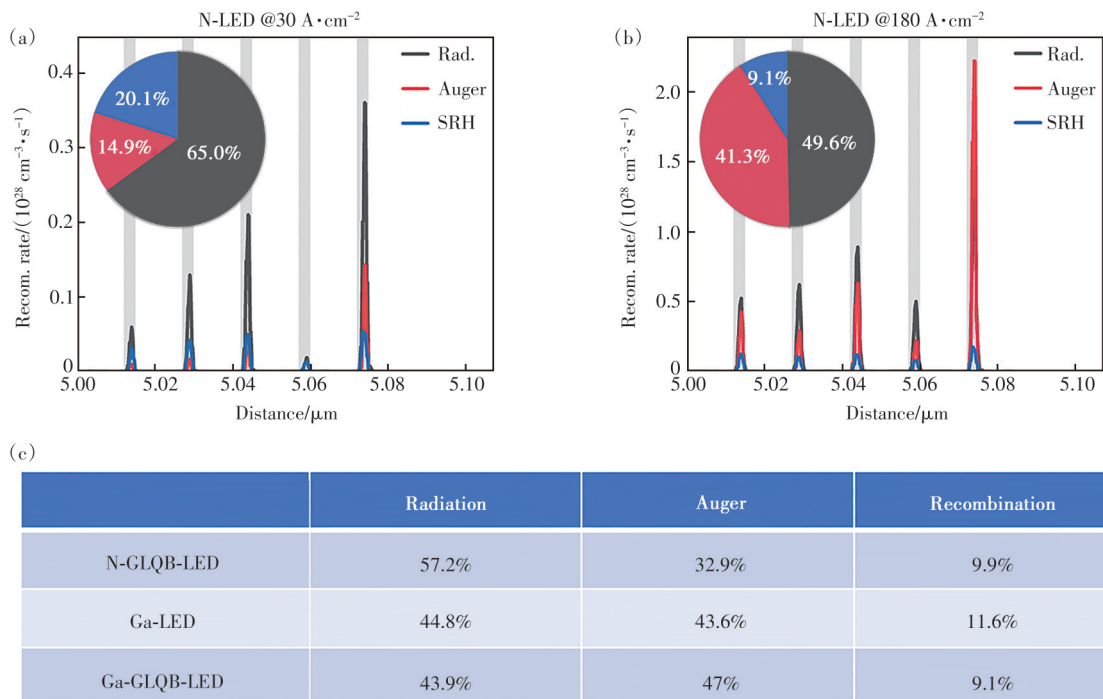 N-LED @30 A·cm⁻²
(a)
Rad.
Auger
SRH
20.1%
14.9%
65.0%
0.4
0.3
0.2
0.1
0
Recom. rate/(10²⁸ cm⁻³·s⁻¹)
5.00 5.02 5.04 5.06 5.08 5.10
Distance/μm
N-LED @180 A·cm⁻²
(b)
Rad.
Auger
SRH
9.1%
41.3%
49.6%
2.0
1.5
1.0
0.5
0
Recom. rate/(10²⁸ cm⁻³·s⁻¹)
5.00 5.02 5.04 5.06 5.08 5.10
Distance/μm
(c)
Radiation Auger Recombination
N-GLQB-LED 57.2% 32.9% 9.9%
Ga-LED 44.8% 43.6% 11.6%
Ga-GLQB-LED 43.9% 47% 9.1%